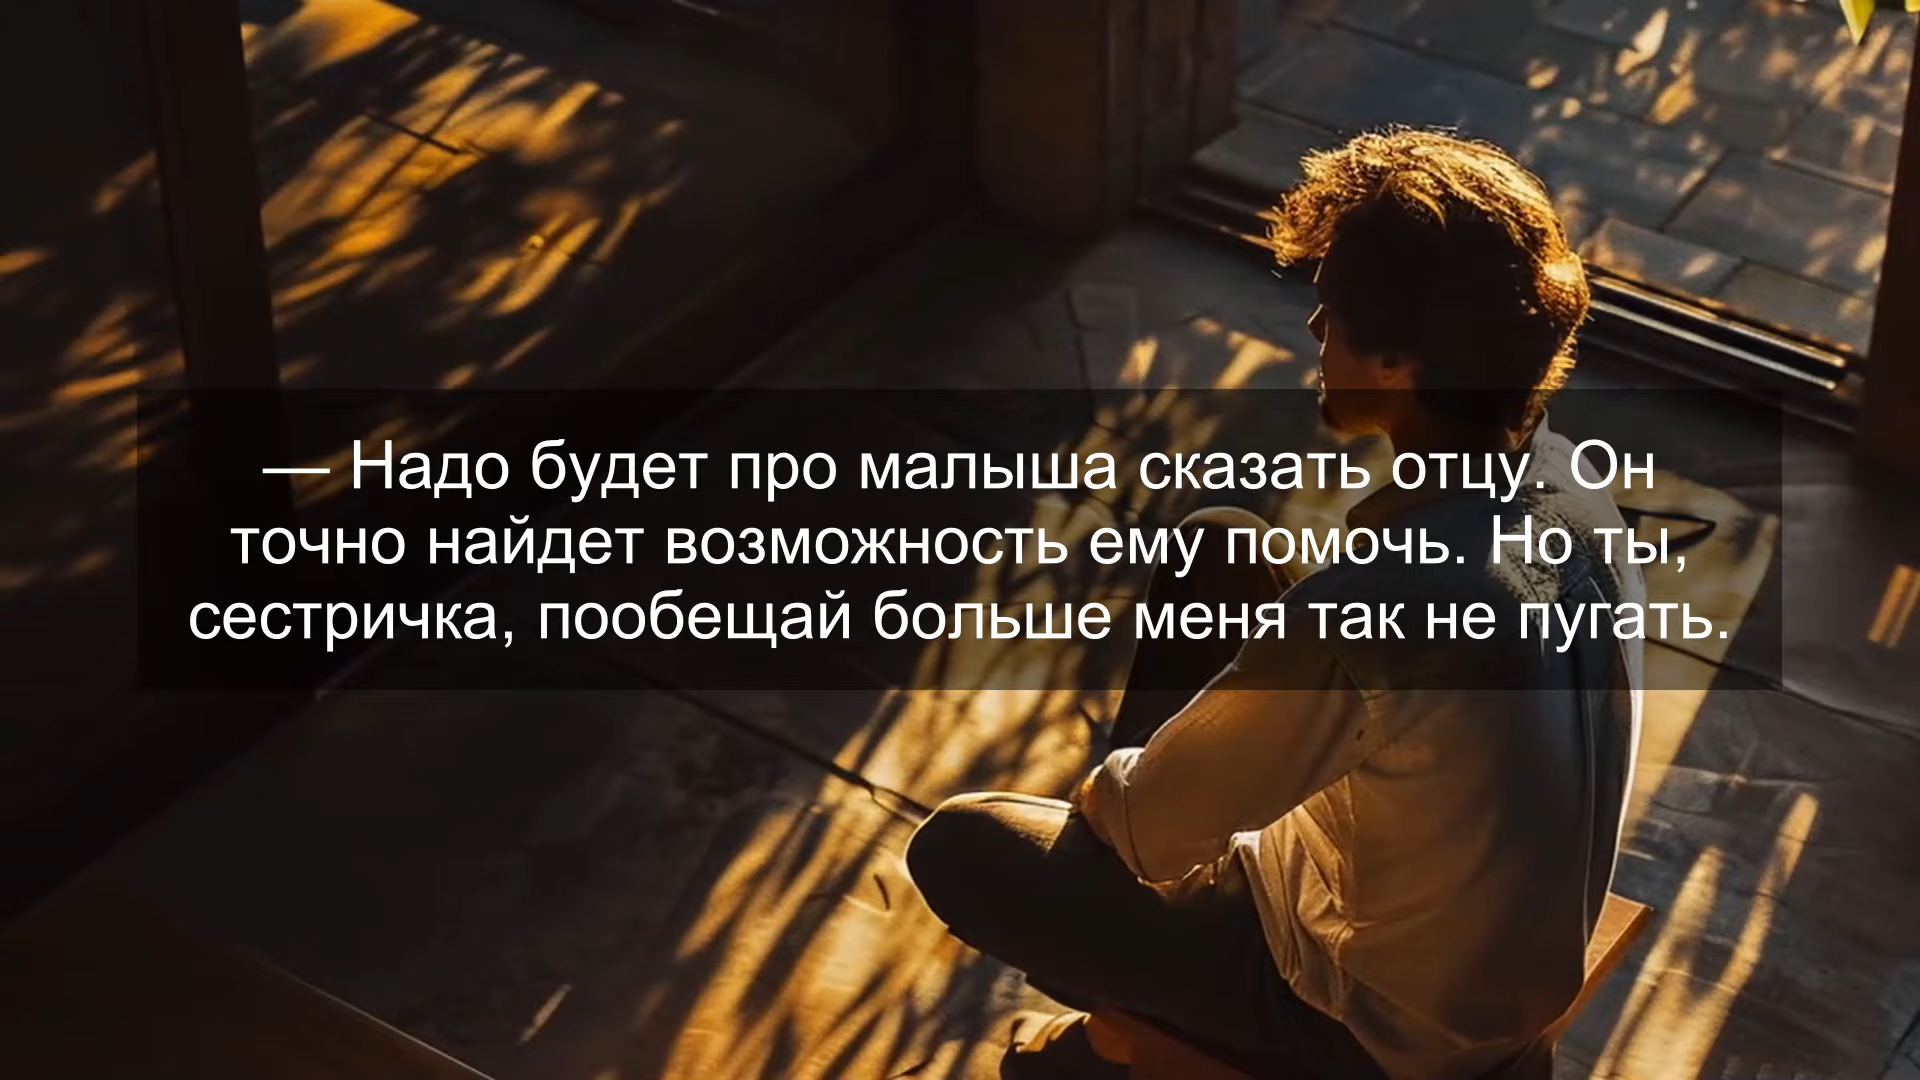 — Надо будет про малыша сказать отцу. Он
точно найдет возможность ему помочь. Но ты,
сестричка, пообещай больше меня так не пугать.